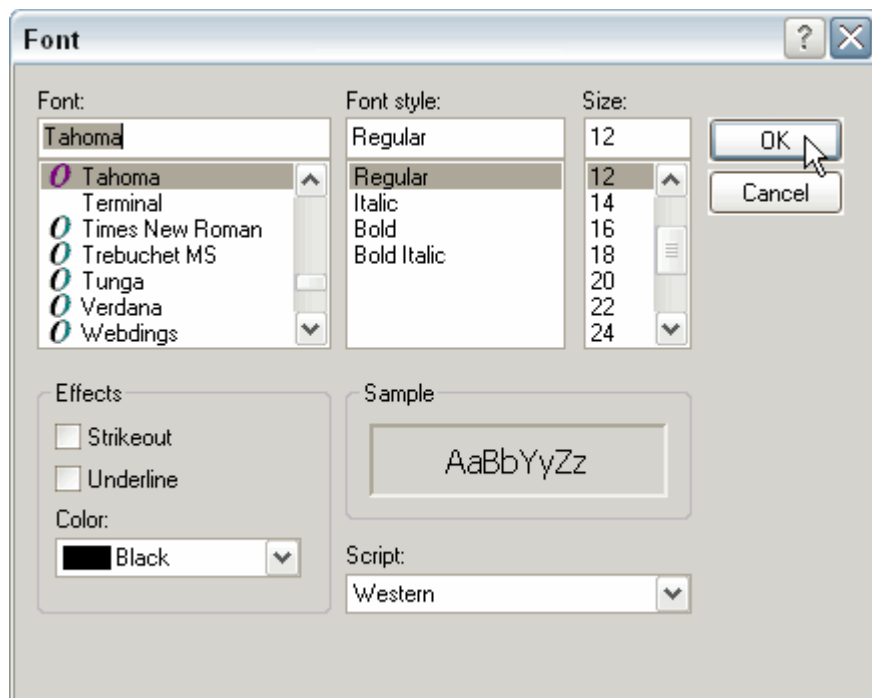 Font
Font: Font style: Size:
Tahoma Regular 12 OK
Tahoma Regular 12 Cancel
Terminal Italic 14
Times New Roman Bold 16
Trebuchet MS Bold Italic 18
Tunga 20
Verdana 22
Webdings 24
Effects Sample
Strikeout AaBbYyZz
Underline
Color:
Black
Script:
Western